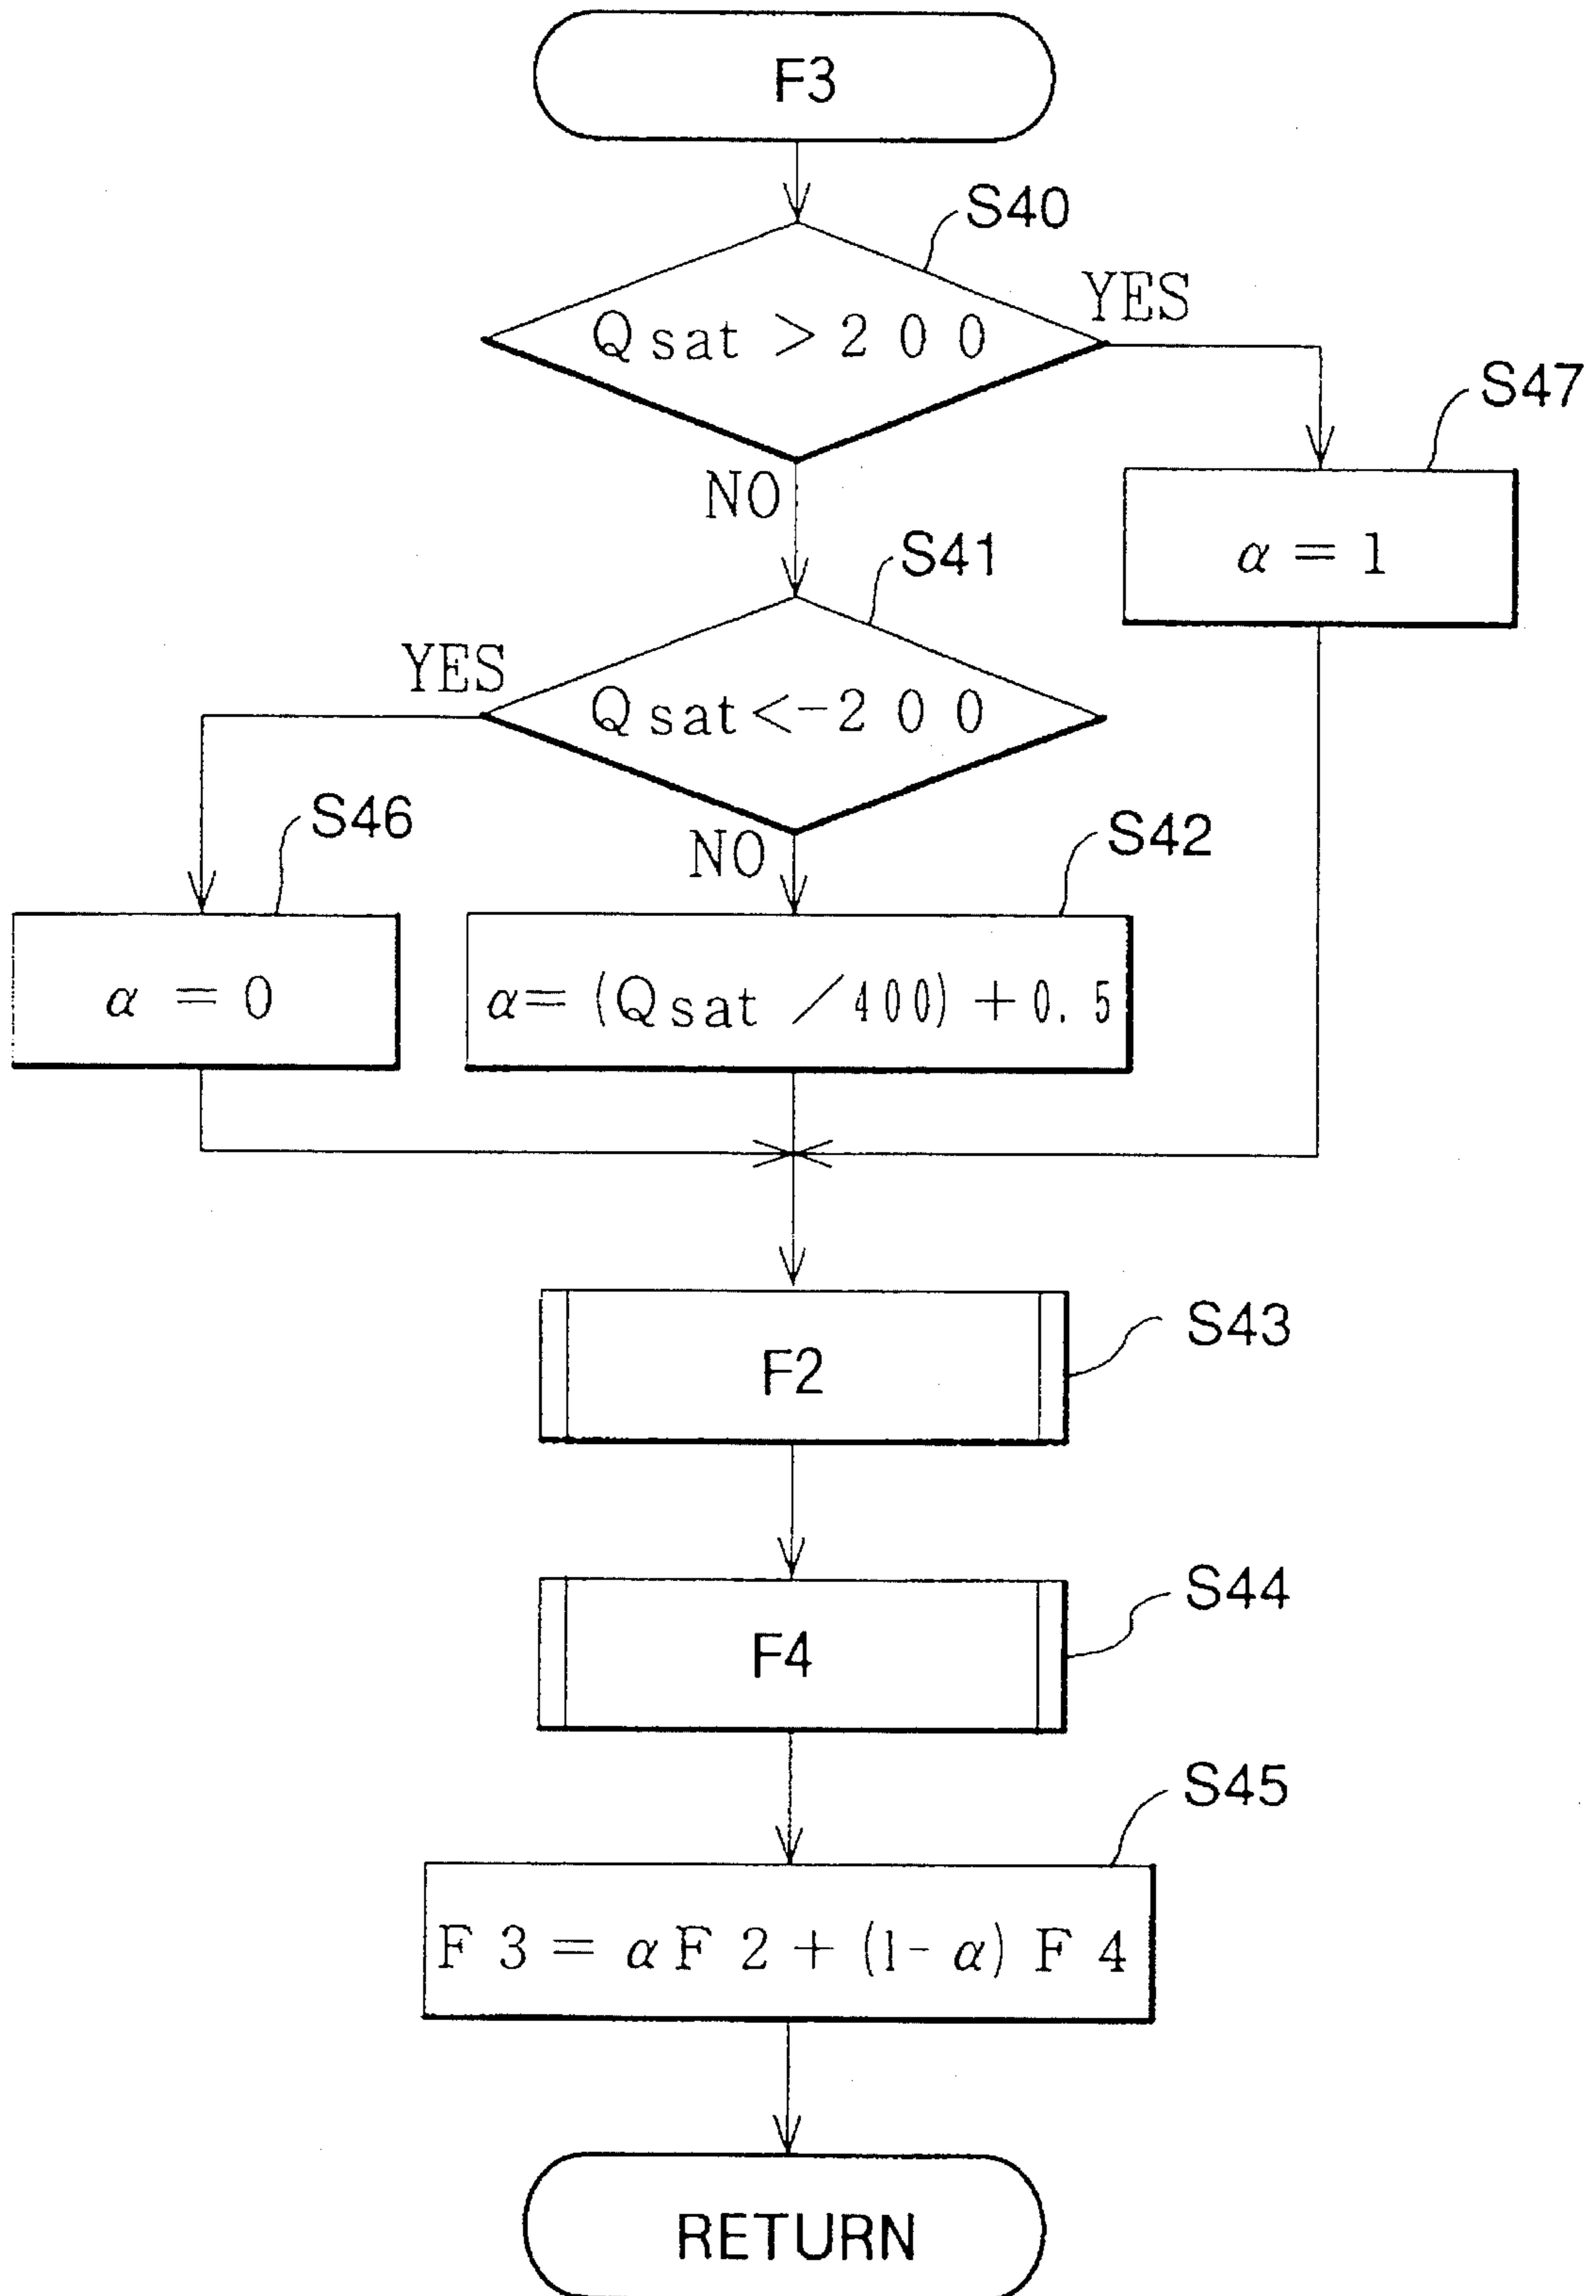 F3
S40
Qsat > 200
YES
S47
NO
α = 1
S41
YES
Qsat <-200
S46
NO
S42
α = 0
α= (Qsat /400) + 0.5
F2
S43
F4
S44
S45
F3 = αF2 + (1-α) F4
RETURN